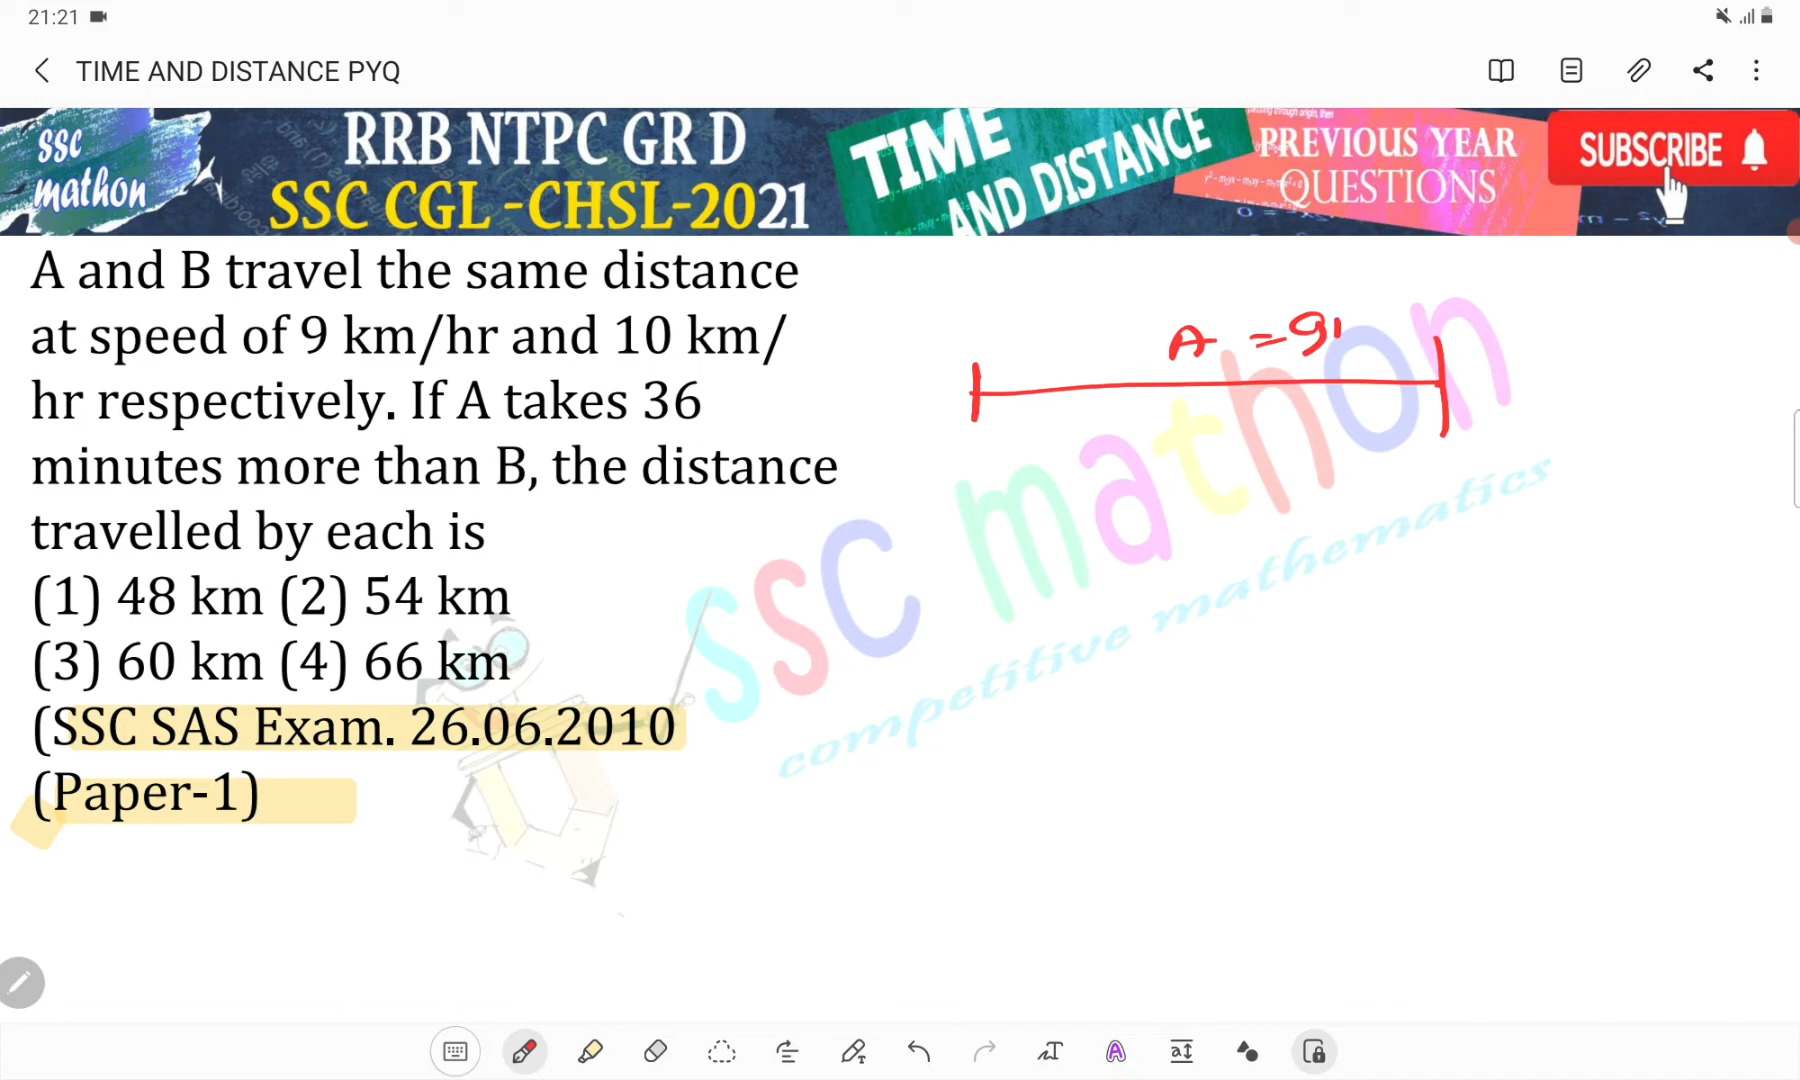 21:21
TIME AND DISTANCE PYQ
ssc
mathon
RRB NTPC GR D
SSC CGL -CHSL-2021
TIME
AND DISTANCE
PREVIOUS YEAR
QUESTIONS
SUBSCRIBE
A and B travel the same distance
at speed of 9 km/hr and 10 km/
hr respectively. If A takes 36
minutes more than B, the distance
travelled by each is
(1) 48 km (2) 54 km
(3) 60 km (4) 66 km
(SSC SAS Exam. 26.06.2010
(Paper-1)
A = 9
ssc mathon
competitive mathematics